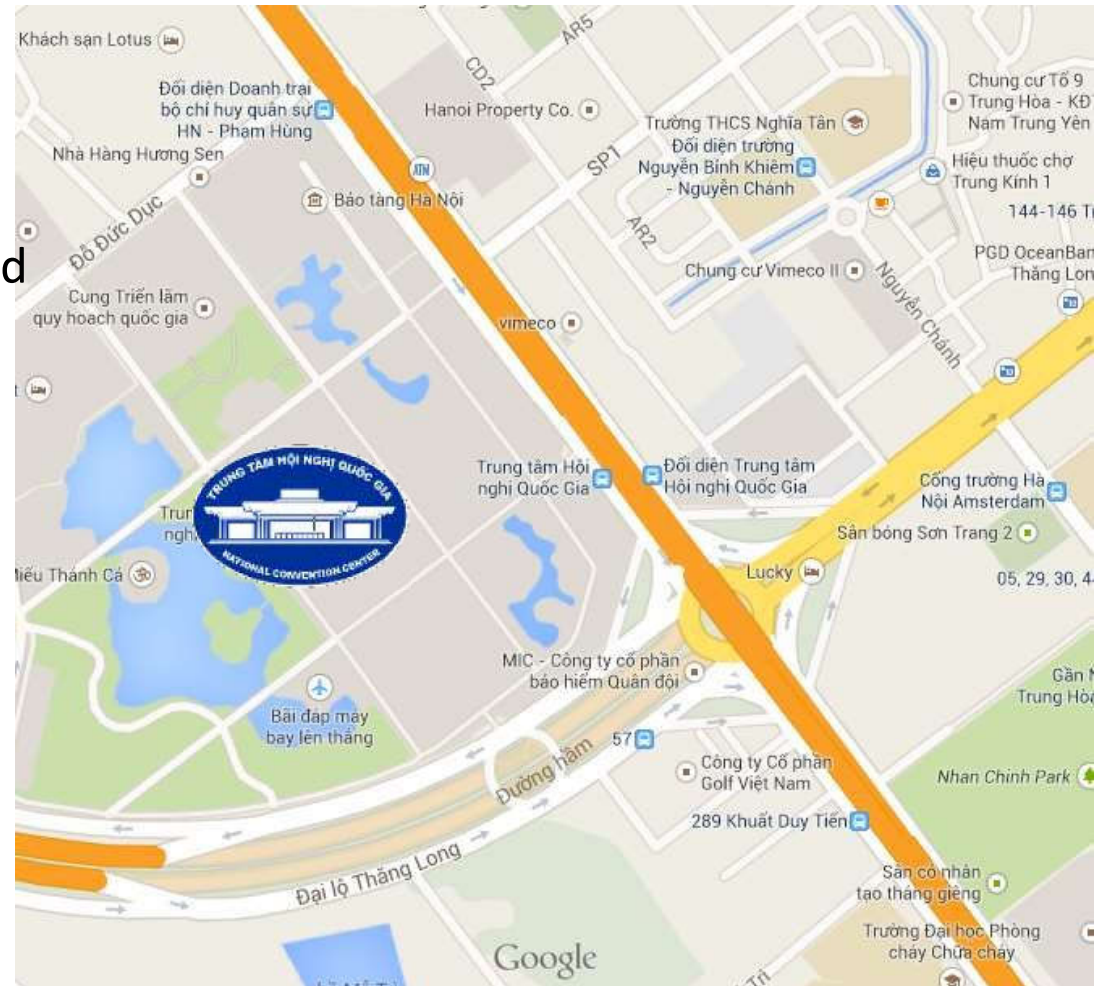 Khách sạn Lotus
AR5
CD2
Đối diện Doanh trại
bộ chỉ huy quân sự
HN - Phạm Hùng
Hanoi Property Co.
Chung cư Tổ 9
Trung Hòa - KĐT
Nam Trung Yên
Trường THCS Nghĩa Tân
Đối diện trường
Nguyễn Bỉnh Khiêm
- Nguyễn Chánh
SP1
Nhà Hàng Hương Sen
ATM
Hiệu thuốc chợ
Trung Kính 1
Bảo tàng Hà Nội
144-146
Đỗ Đức Dục
AR2
d
PGD OceanBan
Thăng Lon
Chung cư Vimeco II
Nguyễn Chánh
Cung Triển lãm
quy hoạch quốc gia
vimeco
TRUNG TÂM HỘI NGHỊ QUỐC GIA
NATIONAL CONVENTION CENTER
Trun
ngh
Trung tâm Hội
nghị Quốc Gia
Đối diện Trung tâm
Hội nghị Quốc Gia
Cổng trường Hà
Nội Amsterdam
Sân bóng Sơn Trang 2
Miếu Thánh Cả
Lucky
05, 29, 30, 4
MIC - Công ty cổ phần
bảo hiểm Quân đội
Gần
Trung Hòa
Bãi đáp máy
bay lên thẳng
57
Đường hầm
Công ty Cổ phần
Golf Việt Nam
Nhan Chinh Park
289 Khuất Duy Tiến
Đại lộ Thăng Long
Sân cỏ nhân
tạo tháng giêng
Trường Đại học Phòng
cháy Chữa cháy
Google
Trì